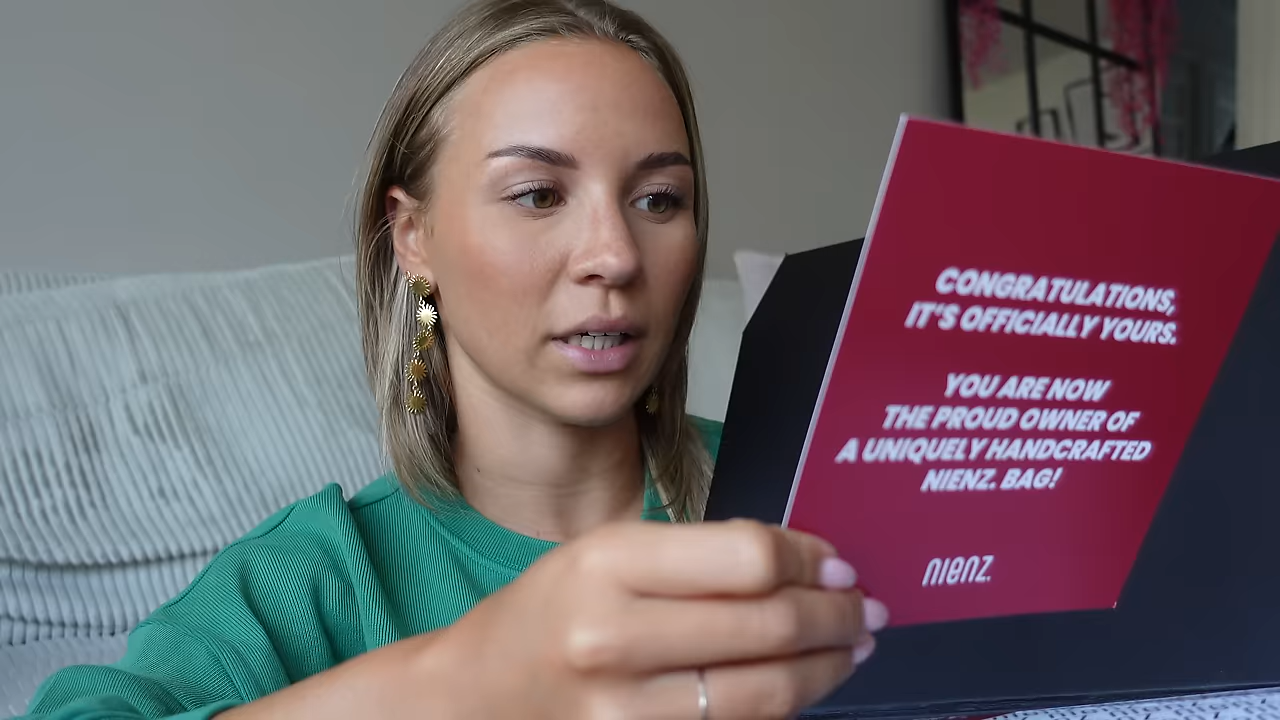 CONGRATULATIONS,
IT'S OFFICIALLY YOURS.
YOU ARE NOW
THE PROUD OWNER OF
A UNIQUELY HANDCRAFTED
NIENZ. BAG!
nienz.